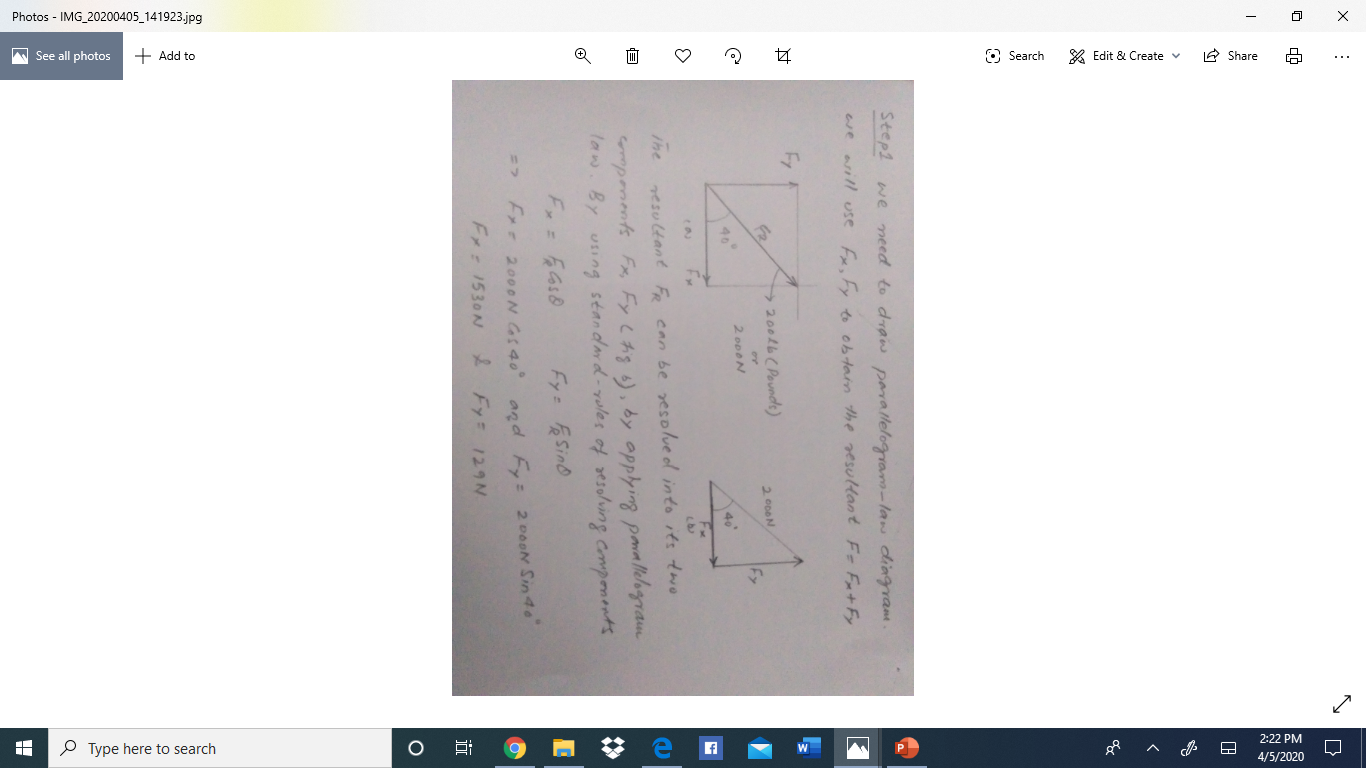 Photos - IMG_20200405_141923.jpg
See all photos
Add to
Search
Edit & Create
Share
Step1 we need to draw parallelogram-law diagram.
we will use Fx, Fy to obtain the resultant F = Fx + Fy
Fy
FR
40°
Fx
(a)
200lb (Pounds)
or
2000N
2000N
40°
Fy
Fx
(b)
The resultant FR can be resolved into its two
components Fx, Fy (fig b), by applying parallelogram
law. By using standard-rules of resolving components
Fx = FR Cosθ Fy = FR Sinθ
=> Fx = 2000N Cos 40° and Fy = 2000N Sin40°
Fx = 1530N & Fy = 129N
Type here to search
2:22 PM
4/5/2020